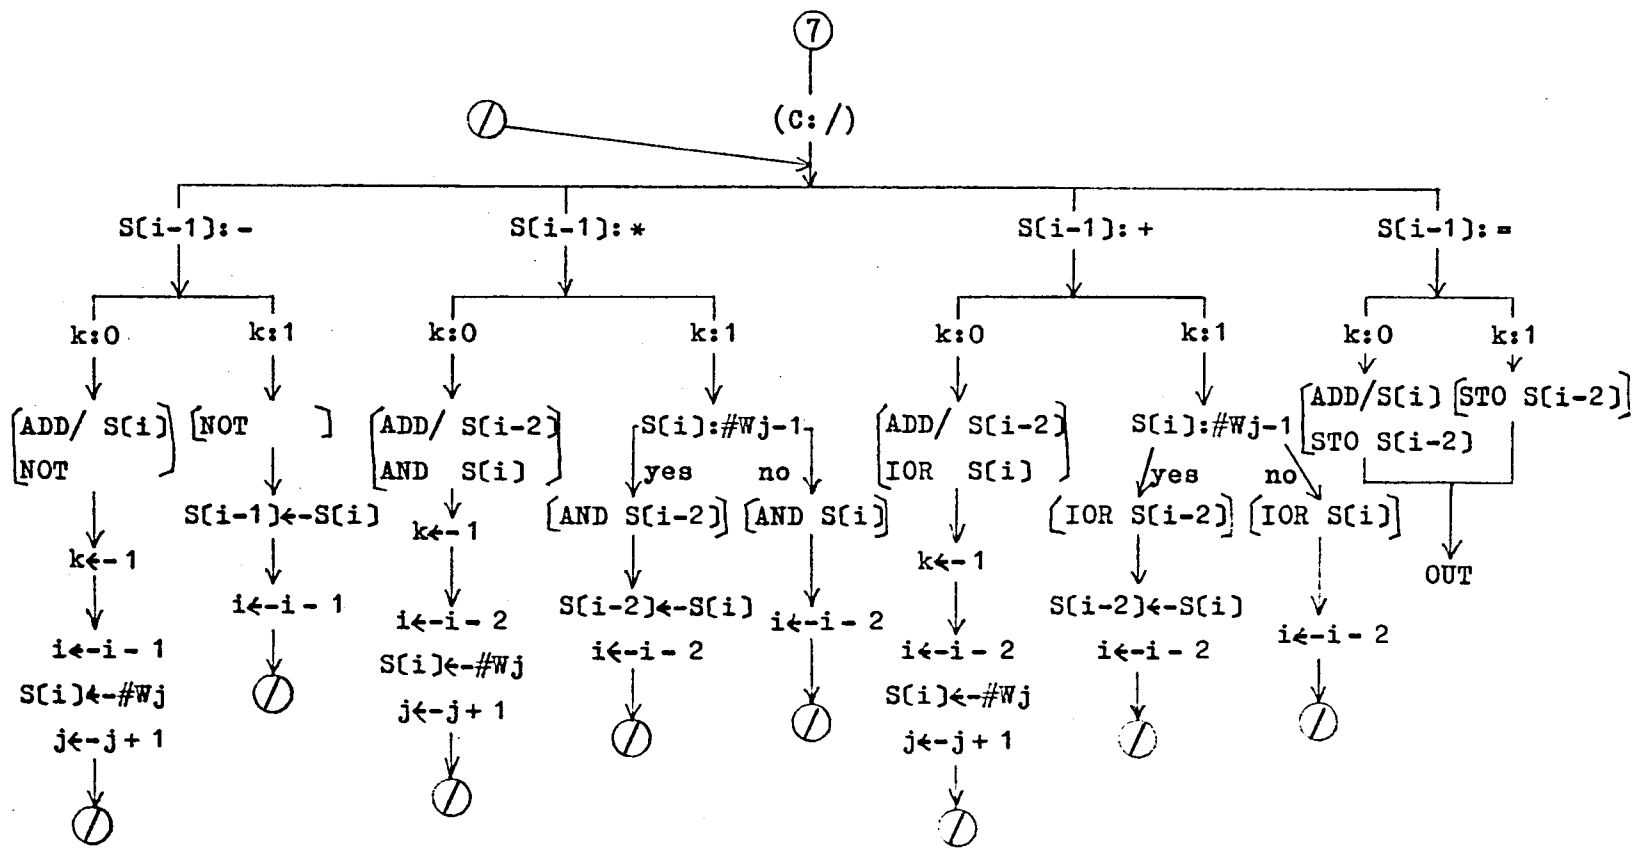 7
(C:/)
/
S[i-1]:-
S[i-1]:*
S[i-1]:+
S[i-1]:=
k:0
k:1
k:0
k:1
k:0
k:1
k:0
k:1
[ADD/ S[i]
NOT]
[NOT ]
S[i-1]←S[i]
i←i-1
/
k←1
i←i-1
S[i]←#Wj
j←j+1
/
[ADD/ S[i-2]
AND S[i]]
k←1
i←i-2
S[i]←#Wj
j←j+1
/
S[i]:#Wj-1
yes no
[AND S[i-2]] [AND S[i]]
S[i-2]←S[i]
i←i-2
/
i←i-2
/
[ADD/ S[i-2]
IOR S[i]]
k←1
i←i-2
S[i]←#Wj
j←j+1
/
S[i]:#Wj-1
yes no
[IOR S[i-2]] [IOR S[i]]
S[i-2]←S[i]
i←i-2
/
i←i-2
/
[ADD/S[i]
STO S[i-2]
[STO S[i-2]]
OUT